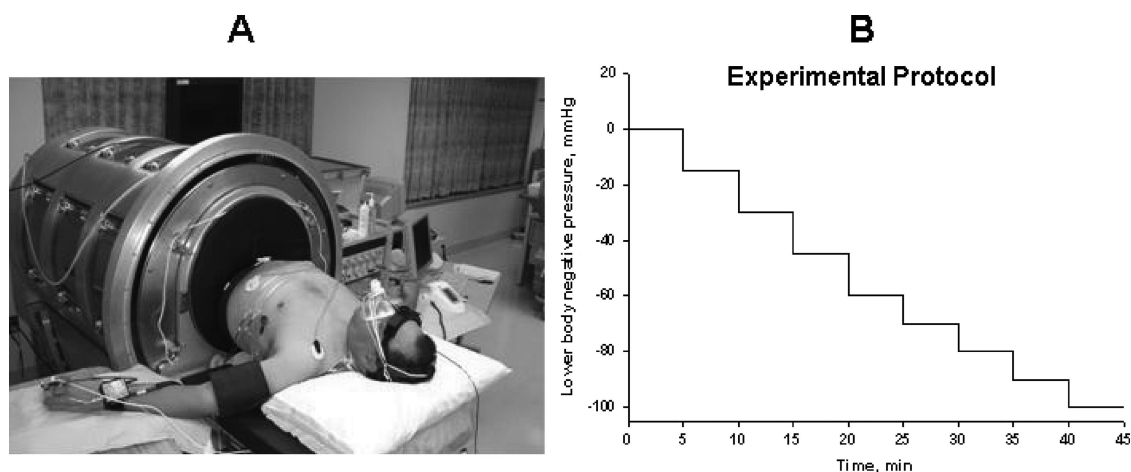 A
B
Experimental Protocol
Lower body negative pressure, mmHg
20
0
-20
-40
-60
-80
-100
0 5 10 15 20 25 30 35 40 45
Time, min